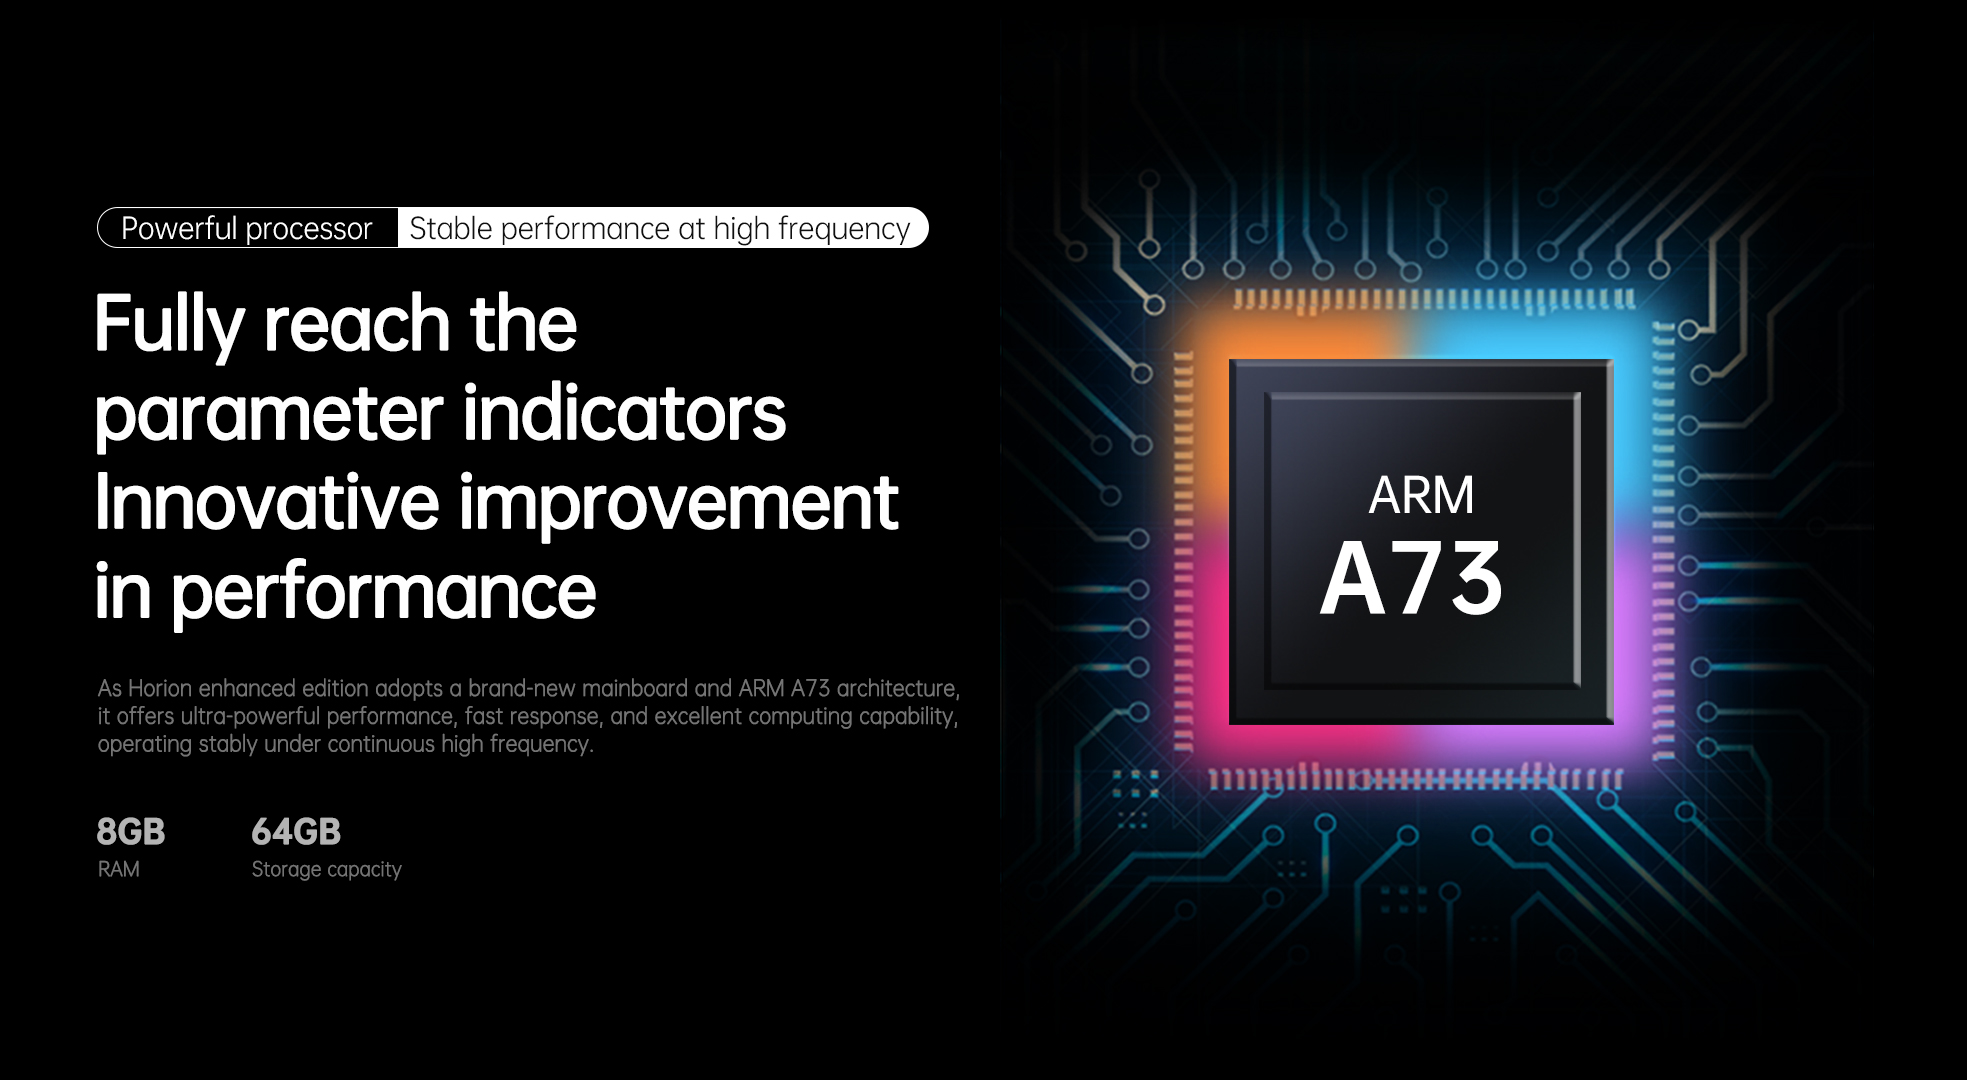 Powerful processor Stable performance at high frequency
Fully reach the
parameter indicators
Innovative improvement
in performance
As Horion enhanced edition adopts a brand-new mainboard and ARM A73 architecture,
it offers ultra-powerful performance, fast response, and excellent computing capability,
operating stably under continuous high frequency.
8GB 64GB
RAM Storage capacity
ARM
A73